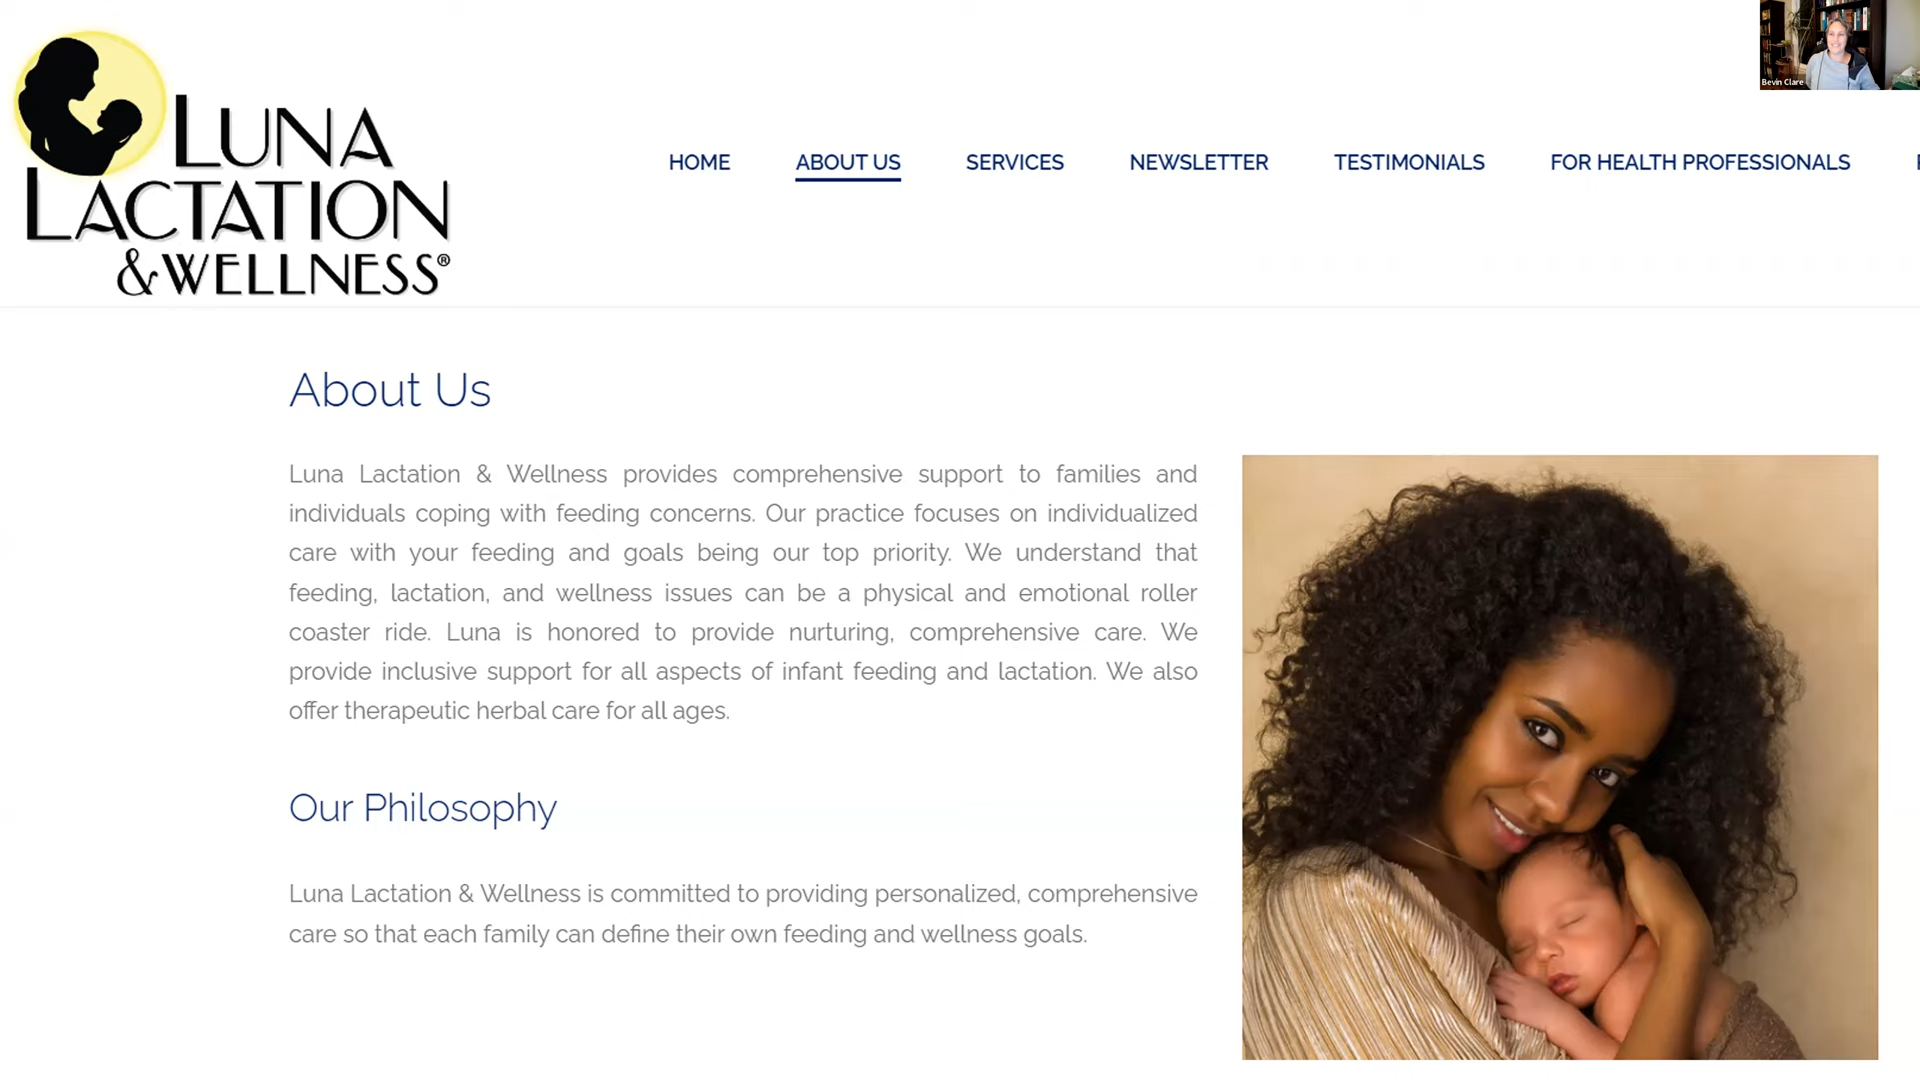 Bevin Clare
LUNA
LACTATION
&WELLNESS®
HOME ABOUT US SERVICES NEWSLETTER TESTIMONIALS FOR HEALTH PROFESSIONALS
About Us
Luna Lactation & Wellness provides comprehensive support to families and
individuals coping with feeding concerns. Our practice focuses on individualized
care with your feeding and goals being our top priority. We understand that
feeding, lactation, and wellness issues can be a physical and emotional roller
coaster ride. Luna is honored to provide nurturing, comprehensive care. We
provide inclusive support for all aspects of infant feeding and lactation. We also
offer therapeutic herbal care for all ages.
Our Philosophy
Luna Lactation & Wellness is committed to providing personalized, comprehensive
care so that each family can define their own feeding and wellness goals.